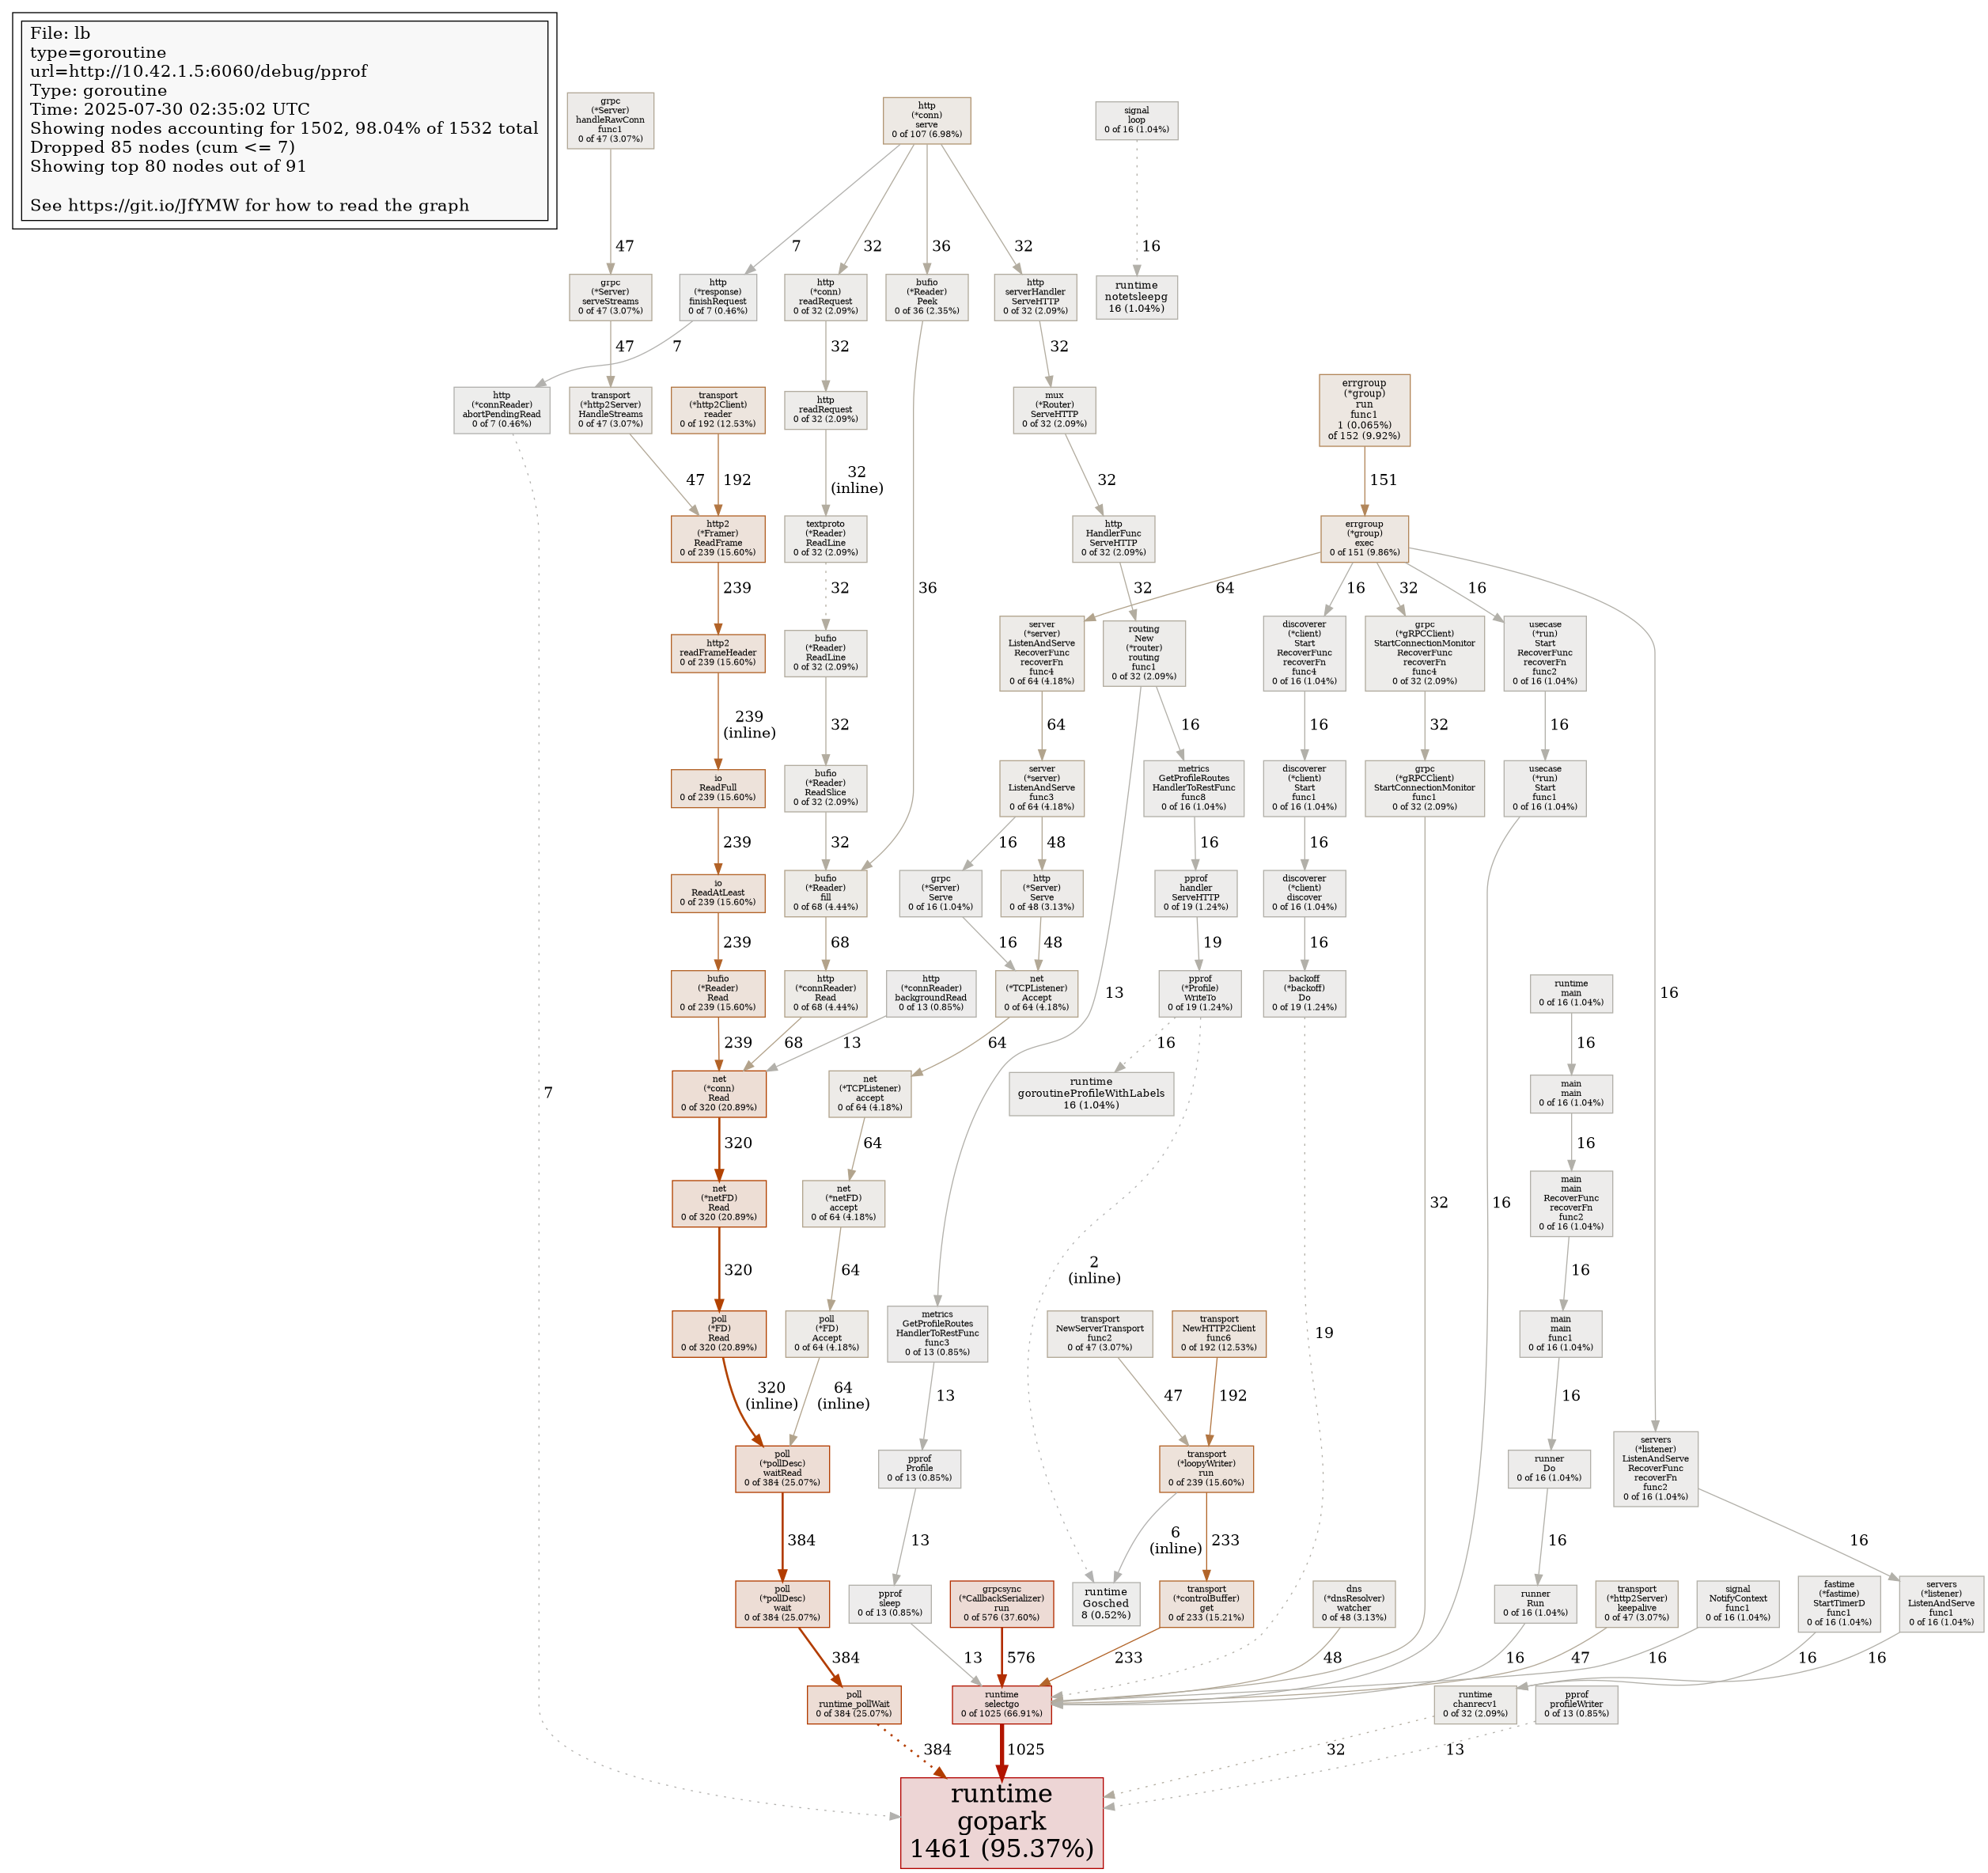 File: lb
type=goroutine
url=http://10.42.1.5:6060/debug/pprof
Type: goroutine
Time: 2025-07-30 02:35:02 UTC
Showing nodes accounting for 1502, 98.04% of 1532 total
Dropped 85 nodes (cum <= 7)
Showing top 80 nodes out of 91
See https://git.io/JfYMW for how to read the graph
grpc
(*Server)
handleRawConn
func1
0 of 47 (3.07%)
http
(*conn)
serve
0 of 107 (6.98%)
signal
loop
0 of 16 (1.04%)
47
7
32
36
32
16
grpc
(*Server)
serveStreams
0 of 47 (3.07%)
http
(*response)
finishRequest
0 of 7 (0.46%)
http
(*conn)
readRequest
0 of 32 (2.09%)
bufio
(*Reader)
Peek
0 of 36 (2.35%)
http
serverHandler
ServeHTTP
0 of 32 (2.09%)
runtime
notetsleepg
16 (1.04%)
47
7
32
32
http
(*connReader)
abortPendingRead
0 of 7 (0.46%)
transport
(*http2Server)
HandleStreams
0 of 47 (3.07%)
transport
(*http2Client)
reader
0 of 192 (12.53%)
http
readRequest
0 of 32 (2.09%)
mux
(*Router)
ServeHTTP
0 of 32 (2.09%)
errgroup
(*group)
run
func1
1 (0.065%)
of 152 (9.92%)
47
192
32
(inline)
32
151
http2
(*Framer)
ReadFrame
0 of 239 (15.60%)
textproto
(*Reader)
ReadLine
0 of 32 (2.09%)
http
HandlerFunc
ServeHTTP
0 of 32 (2.09%)
errgroup
(*group)
exec
0 of 151 (9.86%)
239
32
36
32
64
16
32
16
http2
readFrameHeader
0 of 239 (15.60%)
bufio
(*Reader)
ReadLine
0 of 32 (2.09%)
server
(*server)
ListenAndServe
RecoverFunc
recoverFn
func4
0 of 64 (4.18%)
routing
New
(*router)
routing
func1
0 of 32 (2.09%)
discoverer
(*client)
Start
RecoverFunc
recoverFn
func4
0 of 16 (1.04%)
grpc
(*gRPCClient)
StartConnectionMonitor
RecoverFunc
recoverFn
func4
0 of 32 (2.09%)
usecase
(*run)
Start
RecoverFunc
recoverFn
func2
0 of 16 (1.04%)
239
(inline)
32
64
16
16
32
16
io
ReadFull
0 of 239 (15.60%)
bufio
(*Reader)
ReadSlice
0 of 32 (2.09%)
server
(*server)
ListenAndServe
func3
0 of 64 (4.18%)
metrics
GetProfileRoutes
HandlerToRestFunc
func8
0 of 16 (1.04%)
discoverer
(*client)
Start
func1
0 of 16 (1.04%)
grpc
(*gRPCClient)
StartConnectionMonitor
func1
0 of 32 (2.09%)
usecase
(*run)
Start
func1
0 of 16 (1.04%)
239
32
16
48
16
16
io
ReadAtLeast
0 of 239 (15.60%)
bufio
(*Reader)
fill
0 of 68 (4.44%)
grpc
(*Server)
Serve
0 of 16 (1.04%)
http
(*Server)
Serve
0 of 48 (3.13%)
pprof
handler
ServeHTTP
0 of 19 (1.24%)
discoverer
(*client)
discover
0 of 16 (1.04%)
239
68
16
48
19
16
bufio
(*Reader)
Read
0 of 239 (15.60%)
http
(*connReader)
Read
0 of 68 (4.44%)
http
(*connReader)
backgroundRead
0 of 13 (0.85%)
net
(*TCPListener)
Accept
0 of 64 (4.18%)
13
pprof
(*Profile)
WriteTo
0 of 19 (1.24%)
backoff
(*backoff)
Do
0 of 19 (1.24%)
16
runtime
main
0 of 16 (1.04%)
239
68
13
64
16
16
7
net
(*conn)
Read
0 of 320 (20.89%)
net
(*TCPListener)
accept
0 of 64 (4.18%)
runtime
goroutineProfileWithLabels
16 (1.04%)
main
main
0 of 16 (1.04%)
320
64
16
net
(*netFD)
Read
0 of 320 (20.89%)
net
(*netFD)
accept
0 of 64 (4.18%)
32
16
main
main
RecoverFunc
recoverFn
func2
0 of 16 (1.04%)
320
64
2
(inline)
16
poll
(*FD)
Read
0 of 320 (20.89%)
poll
(*FD)
Accept
0 of 64 (4.18%)
metrics
GetProfileRoutes
HandlerToRestFunc
func3
0 of 13 (0.85%)
transport
NewServerTransport
func2
0 of 47 (3.07%)
transport
NewHTTP2Client
func6
0 of 192 (12.53%)
19
main
main
func1
0 of 16 (1.04%)
320
(inline)
64
(inline)
13
47
192
16
poll
(*pollDesc)
waitRead
0 of 384 (25.07%)
pprof
Profile
0 of 13 (0.85%)
transport
(*loopyWriter)
run
0 of 239 (15.60%)
runner
Do
0 of 16 (1.04%)
servers
(*listener)
ListenAndServe
RecoverFunc
recoverFn
func2
0 of 16 (1.04%)
384
13
6
(inline)
233
16
16
poll
(*pollDesc)
wait
0 of 384 (25.07%)
pprof
sleep
0 of 13 (0.85%)
grpcsync
(*CallbackSerializer)
run
0 of 576 (37.60%)
runtime
Gosched
8 (0.52%)
transport
(*controlBuffer)
get
0 of 233 (15.21%)
dns
(*dnsResolver)
watcher
0 of 48 (3.13%)
runner
Run
0 of 16 (1.04%)
transport
(*http2Server)
keepalive
0 of 47 (3.07%)
signal
NotifyContext
func1
0 of 16 (1.04%)
fastime
(*fastime)
StartTimerD
func1
0 of 16 (1.04%)
servers
(*listener)
ListenAndServe
func1
0 of 16 (1.04%)
384
13
576
233
48
16
47
16
16
16
poll
runtime_pollWait
0 of 384 (25.07%)
runtime
selectgo
0 of 1025 (66.91%)
runtime
chanrecv1
0 of 32 (2.09%)
pprof
profileWriter
0 of 13 (0.85%)
384
1025
32
13
runtime
gopark
1461 (95.37%)